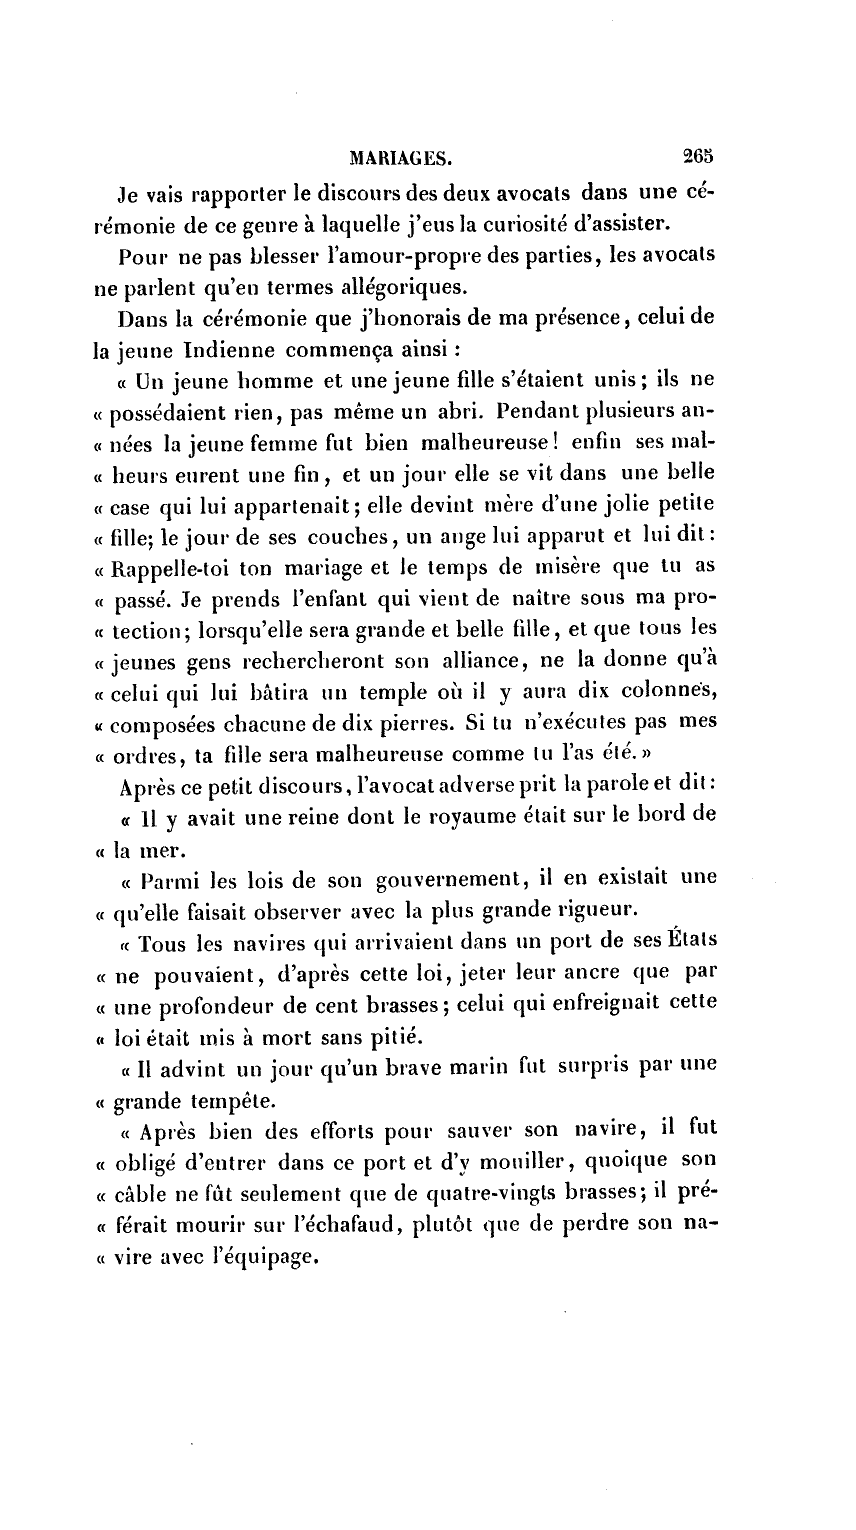 MARIAGES. 265
Je vais rapporter le discours des deux avocats dans une cé-
rémonie de ce genre à laquelle j'eus la curiosité d'assister.
Pour ne pas blesser l'amour-propre des parties, les avocats
ne parlent qu'en termes allégoriques.
Dans la cérémonie que j'honorais de ma présence, celui de
la jeune Indienne commença ainsi :
« Un jeune homme et une jeune fille s'étaient unis; ils ne
« possédaient rien, pas même un abri. Pendant plusieurs an-
« nées la jeune femme fut bien malheureuse! enfin ses mal-
« heurs eurent une fin, et un jour elle se vit dans une belle
« case qui lui appartenait; elle devint mère d'une jolie petite
« fille; le jour de ses couches, un ange lui apparut et lui dit:
« Rappelle-toi ton mariage et le temps de misère que tu as
« passé. Je prends l'enfant qui vient de naître sous ma pro-
« tection; lorsqu'elle sera grande et belle fille, et que tous les
« jeunes gens rechercheront son alliance, ne la donne qu'à
« celui qui lui bâtira un temple où il y aura dix colonnes,
« composées chacune de dix pierres. Si tu n'exécutes pas mes
« ordres, ta fille sera malheureuse comme tu l'as été.»
Après ce petit discours, l'avocat adverse prit la parole et dit:
« Il y avait une reine dont le royaume était sur le bord de
« la mer.
« Parmi les lois de son gouvernement, il en existait une
« qu'elle faisait observer avec la plus grande rigueur.
« Tous les navires qui arrivaient dans un port de ses États
« ne pouvaient, d'après cette loi, jeter leur ancre que par
« une profondeur de cent brasses; celui qui enfreignait cette
« loi était mis à mort sans pitié.
« Il advint un jour qu'un brave marin fut surpris par une
« grande tempête.
« Après bien des efforts pour sauver son navire, il fut
« obligé d'entrer dans ce port et d'y mouiller, quoique son
« câble ne fût seulement que de quatre-vingts brasses; il pré-
« férait mourir sur l'échafaud, plutôt que de perdre son na-
« vire avec l'équipage.